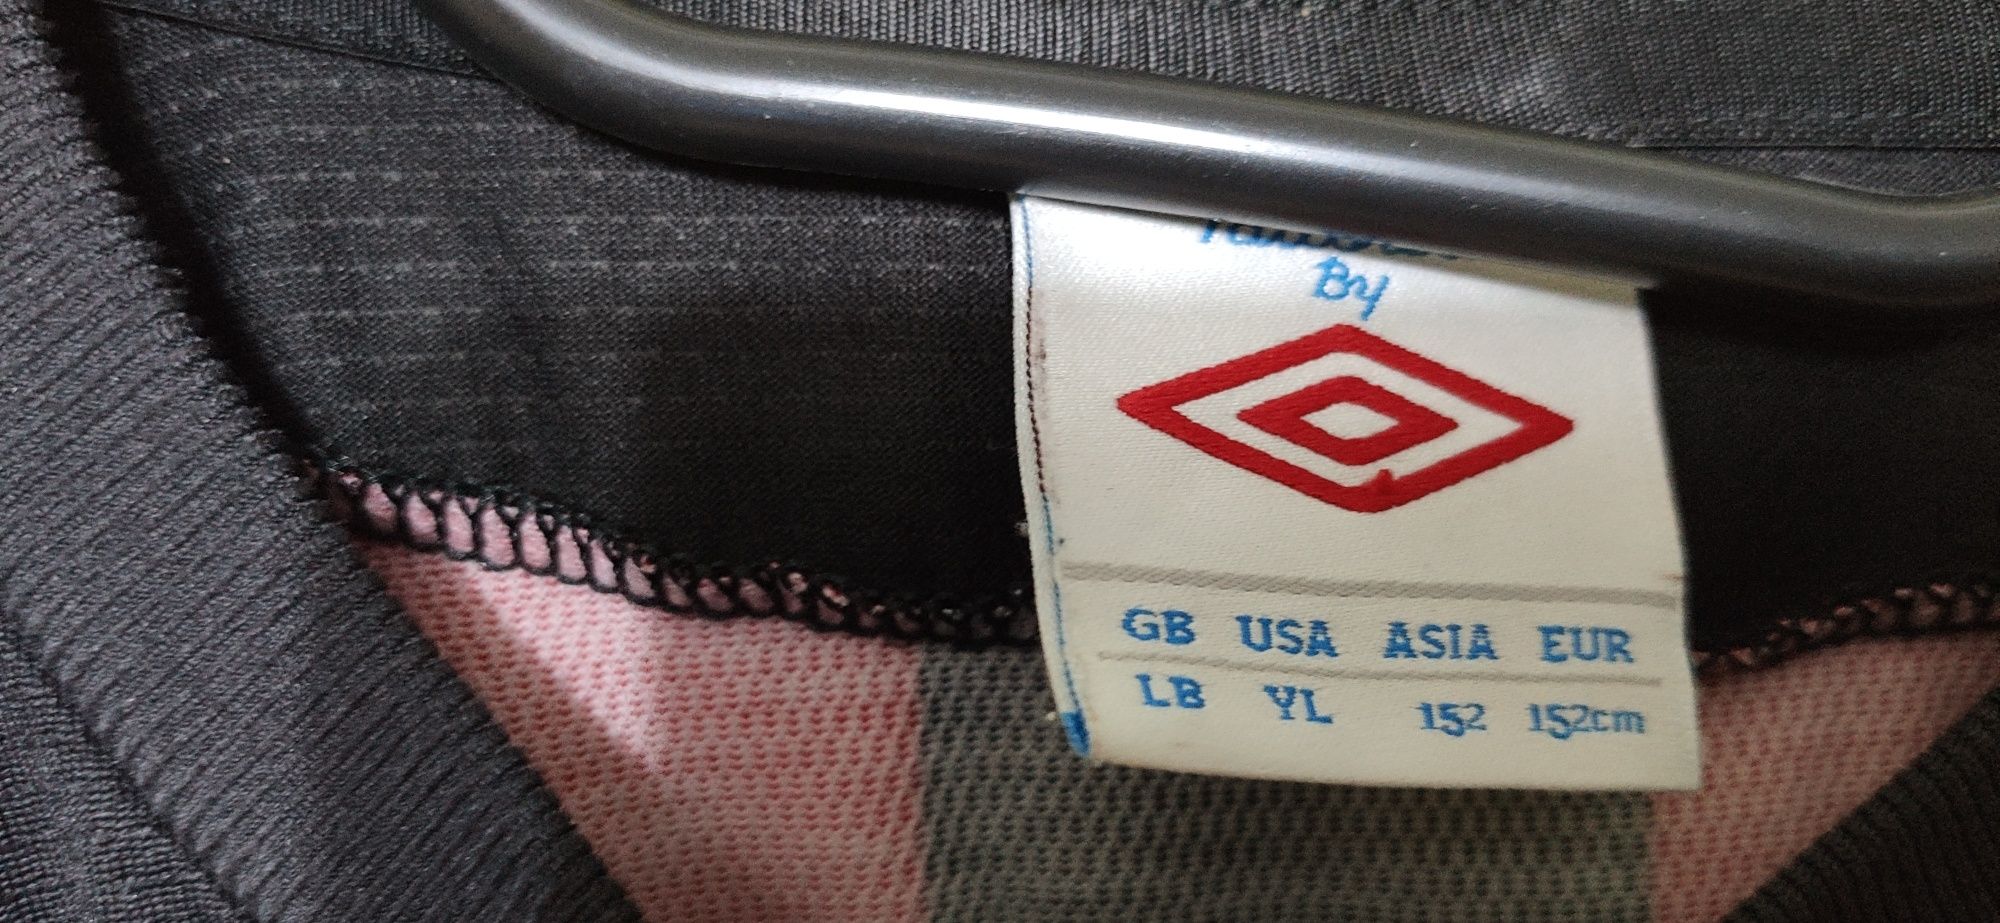 By
GB USA ASIA EUR
LB YL 152 152cm